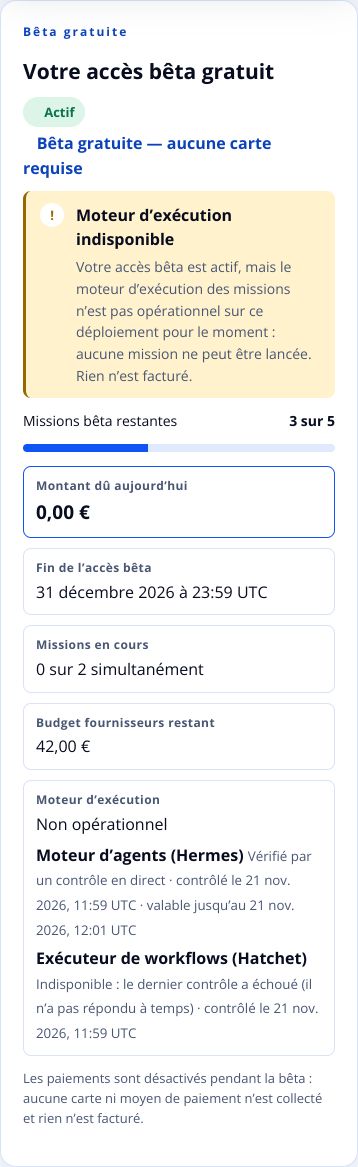 Bêta gratuite
Votre accès bêta gratuit
Actif
Bêta gratuite — aucune carte
requise
!
Moteur d’exécution
indisponible
Votre accès bêta est actif, mais le
moteur d’exécution des missions
n’est pas opérationnel sur ce
déploiement pour le moment :
aucune mission ne peut être lancée.
Rien n’est facturé.
Missions bêta restantes 3 sur 5
Montant dû aujourd’hui
0,00 €
Fin de l’accès bêta
31 décembre 2026 à 23:59 UTC
Missions en cours
0 sur 2 simultanément
Budget fournisseurs restant
42,00 €
Moteur d’exécution
Non opérationnel
Moteur d’agents (Hermes) Vérifié par
un contrôle en direct · contrôlé le 21 nov.
2026, 11:59 UTC · valable jusqu’au 21 nov.
2026, 12:01 UTC
Exécuteur de workflows (Hatchet)
Indisponible : le dernier contrôle a échoué (il
n’a pas répondu à temps) · contrôlé le 21 nov.
2026, 11:59 UTC
Les paiements sont désactivés pendant la bêta :
aucune carte ni moyen de paiement n’est collecté
et rien n’est facturé.